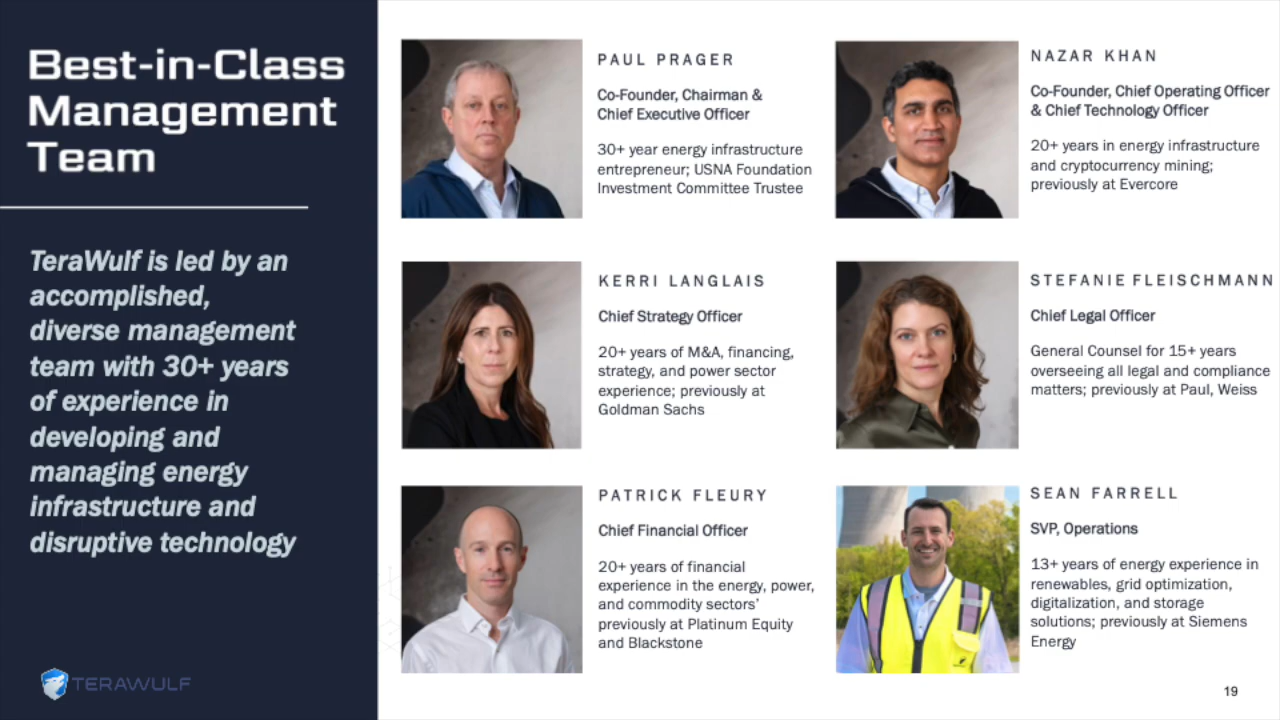 Best-in-Class
Management
Team
TeraWulf is led by an
accomplished,
diverse management
team with 30+ years
of experience in
developing and
managing energy
infrastructure and
disruptive technology
TERAWULF
PAUL PRAGER
Co-Founder, Chairman &
Chief Executive Officer
30+ year energy infrastructure
entrepreneur; USNA Foundation
Investment Committee Trustee
NAZAR KHAN
Co-Founder, Chief Operating Officer
& Chief Technology Officer
20+ years in energy infrastructure
and cryptocurrency mining;
previously at Evercore
KERRI LANGLAIS
Chief Strategy Officer
20+ years of M&A, financing,
strategy, and power sector
experience; previously at
Goldman Sachs
STEFANIE FLEISCHMANN
Chief Legal Officer
General Counsel for 15+ years
overseeing all legal and compliance
matters; previously at Paul, Weiss
PATRICK FLEURY
Chief Financial Officer
20+ years of financial
experience in the energy, power,
and commodity sectors’
previously at Platinum Equity
and Blackstone
SEAN FARRELL
SVP, Operations
13+ years of energy experience in
renewables, grid optimization,
digitalization, and storage
solutions; previously at Siemens
Energy
19